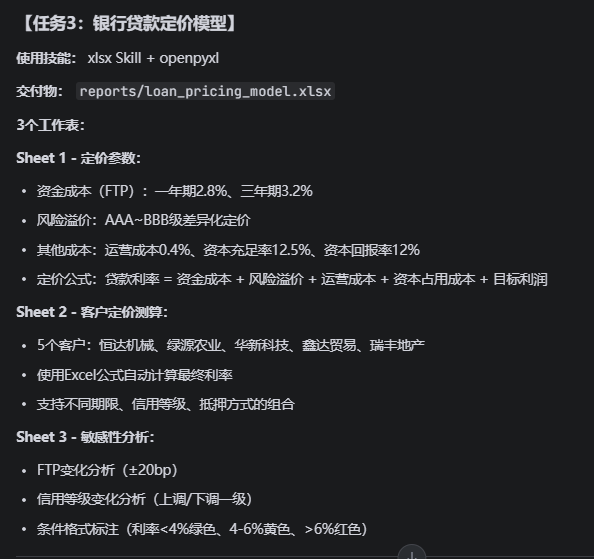 【任务3：银行贷款定价模型】
使用技能： xlsx Skill + openpyxl
交付物： reports/loan_pricing_model.xlsx
3个工作表：
Sheet 1 - 定价参数：
• 资金成本（FTP）：一年期2.8%、三年期3.2%
• 风险溢价：AAA~BBB级差异化定价
• 其他成本：运营成本0.4%、资本充足率12.5%、资本回报率12%
• 定价公式：贷款利率 = 资金成本 + 风险溢价 + 运营成本 + 资本占用成本 + 目标利润
Sheet 2 - 客户定价测算：
• 5个客户：恒达机械、绿源农业、华新科技、鑫达贸易、瑞丰地产
• 使用Excel公式自动计算最终利率
• 支持不同期限、信用等级、抵押方式的组合
Sheet 3 - 敏感性分析：
• FTP变化分析（±20bp）
• 信用等级变化分析（上调/下调一级）
• 条件格式标注（利率<4%绿色、4-6%黄色、>6%红色）